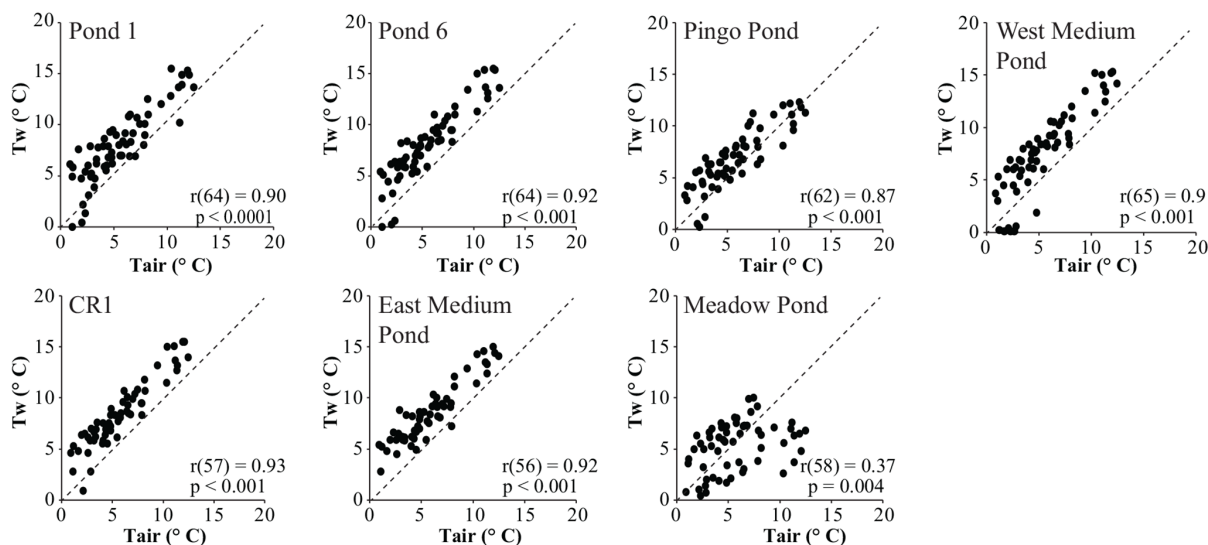 Pond 1
20
15
10
5
0
Tw (° C)
0 5 10 15 20
Tair (° C)
r(64) = 0.90
p < 0.0001
Pond 6
20
15
10
5
0
Tw (° C)
0 5 10 15 20
Tair (° C)
r(64) = 0.92
p < 0.001
Pingo Pond
20
15
10
5
0
Tw (° C)
0 5 10 15 20
Tair (° C)
r(62) = 0.87
p < 0.001
West Medium
Pond
20
15
10
5
0
Tw (° C)
0 5 10 15 20
Tair (° C)
r(65) = 0.9
p < 0.001
CR1
20
15
10
5
0
Tw (° C)
0 5 10 15 20
Tair (° C)
r(57) = 0.93
p < 0.001
East Medium
Pond
20
15
10
5
0
Tw (° C)
0 5 10 15 20
Tair (° C)
r(56) = 0.92
p < 0.001
Meadow Pond
20
15
10
5
0
Tw (° C)
0 5 10 15 20
Tair (° C)
r(58) = 0.37
p = 0.004